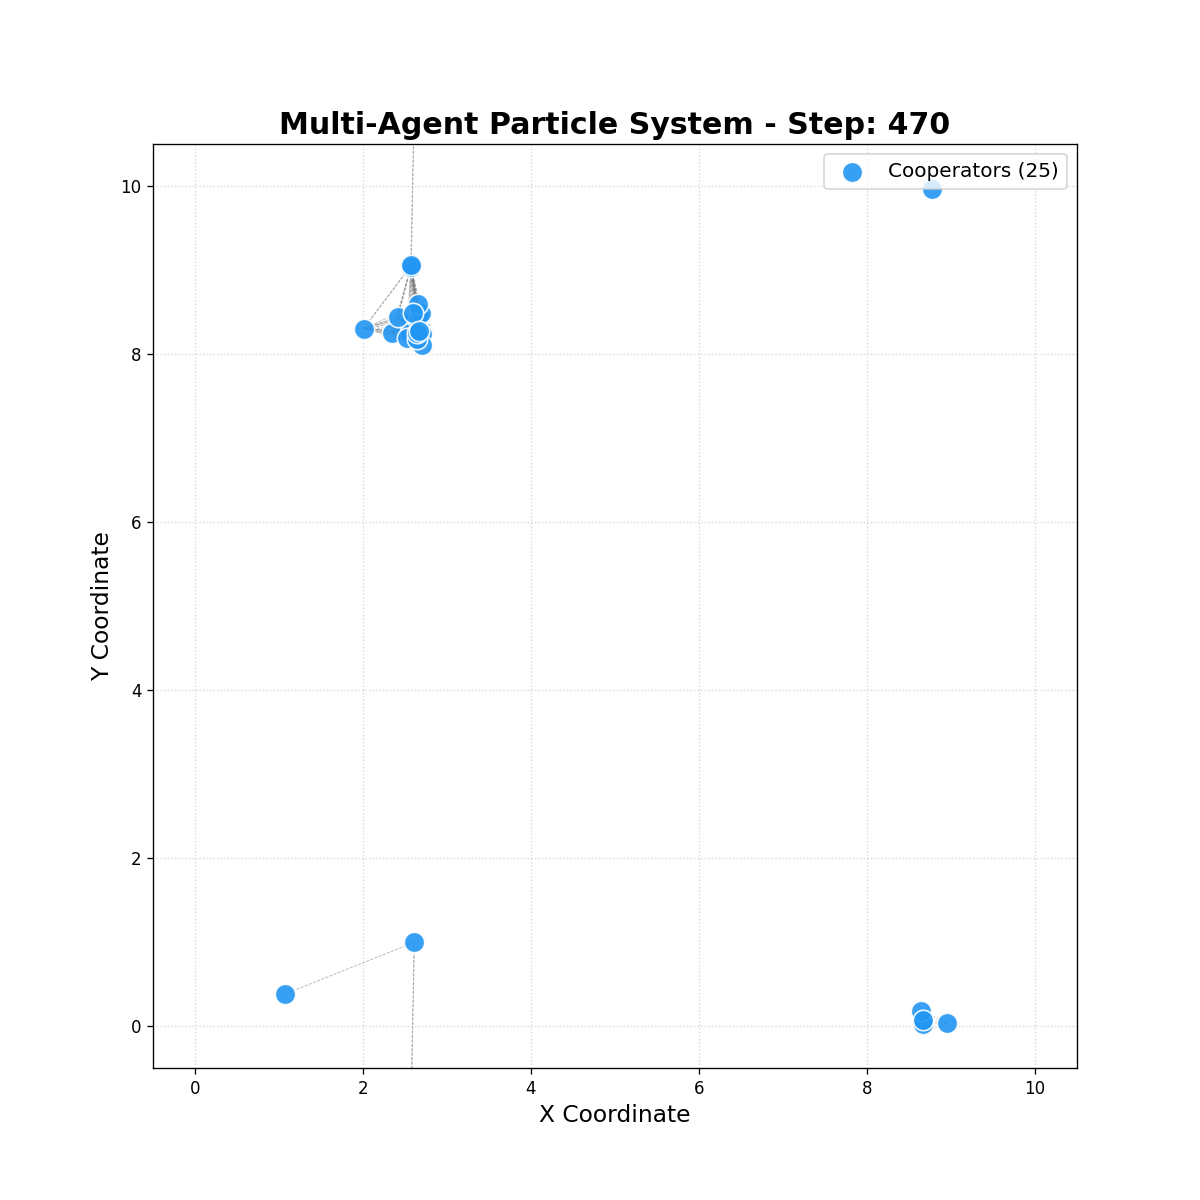 Multi-Agent Particle System - Step: 470
Cooperators (25)
10
8
6
4
2
0
Y Coordinate
0 2 4 6 8 10
X Coordinate